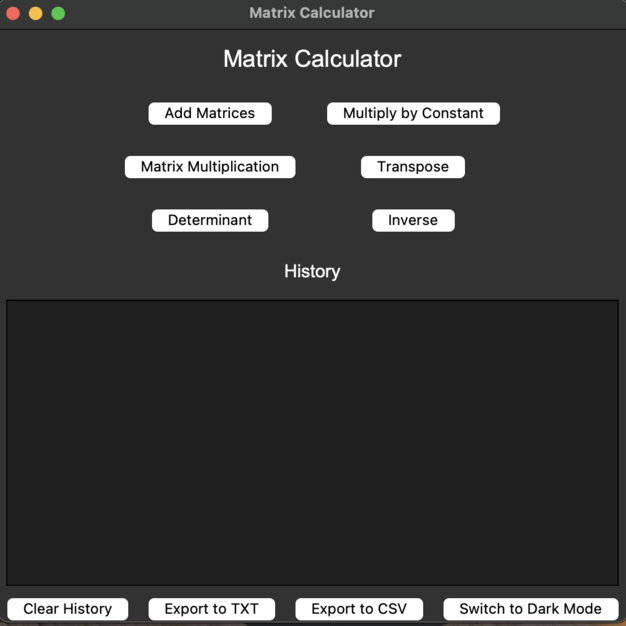 Matrix Calculator
Matrix Calculator
Add Matrices Multiply by Constant
Matrix Multiplication Transpose
Determinant Inverse
History
Clear History Export to TXT Export to CSV Switch to Dark Mode